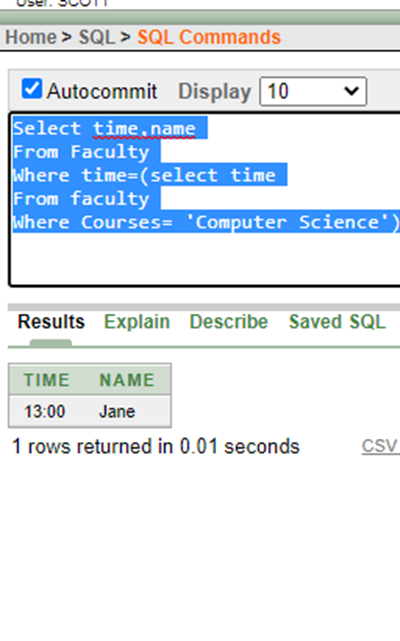 User: SCOTT
Home > SQL > SQL Commands
Autocommit Display 10
Select time,name
From Faculty
Where time=(select time
From faculty
Where Courses= 'Computer Science')
Results Explain Describe Saved SQL
TIME NAME
13:00 Jane
1 rows returned in 0.01 seconds CSV